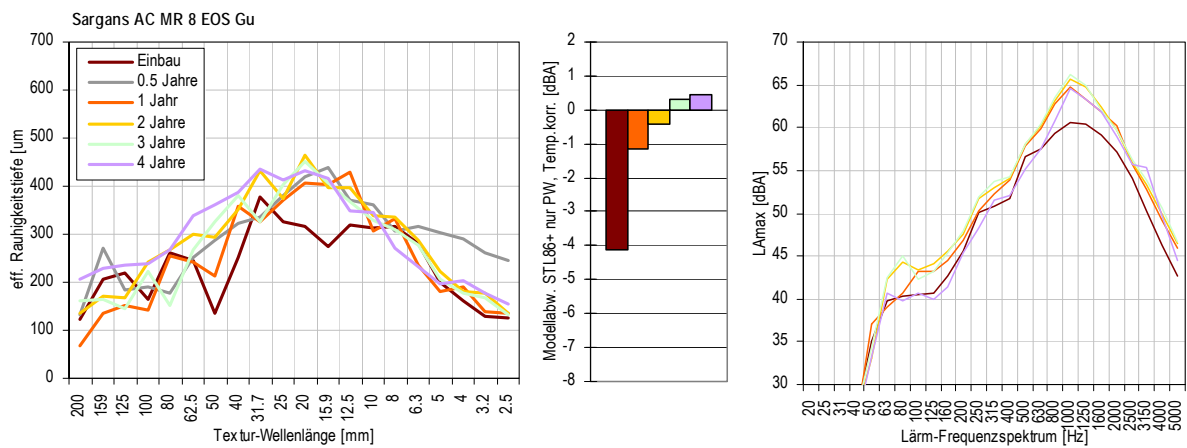 Sargans AC MR 8 EOS Gu
eff. Rauhigkeitstiefe [um
700
600
500
400
300
200
100
0
Einbau
0.5 Jahre
1 Jahr
2 Jahre
3 Jahre
4 Jahre
200 159 125 100 80 62.5 50 40 31.7 25 20 15.9 12.5 10 8 6.3 5 4 3.2 2.5
Textur-Wellenlänge [mm]
Modellabw. STL86+ nur PW, Temp.korr. [dBA]
2
1
0
-1
-2
-3
-4
-5
-6
-7
-8
LAmax [dBA]
70
65
60
55
50
45
40
35
30
20 25 31 40 50 63 80 100 125 160 200 250 315 400 500 630 800 1000 1250 1600 2000 2500 3150 4000 5000
Lärm-Frequenzspektrum [Hz]